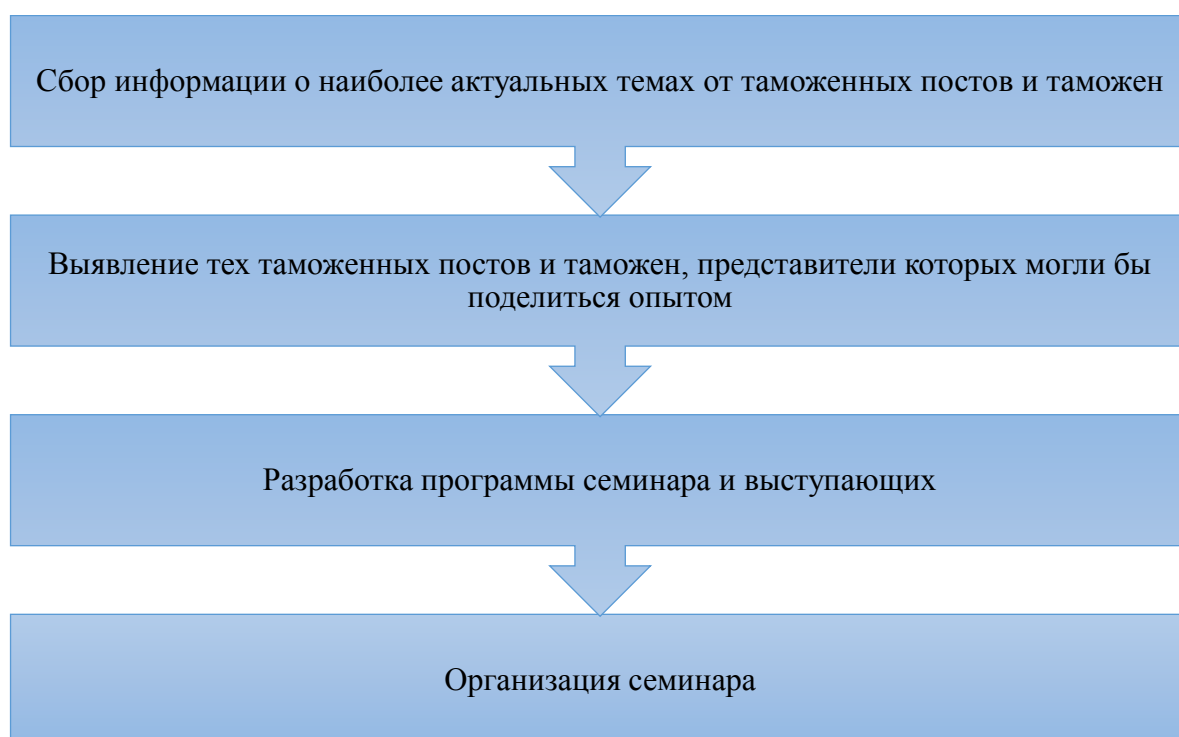 Сбор информации о наиболее актуальных темах от таможенных постов и таможен
Выявление тех таможенных постов и таможен, представители которых могли бы
поделиться опытом
Разработка программы семинара и выступающих
Организация семинара